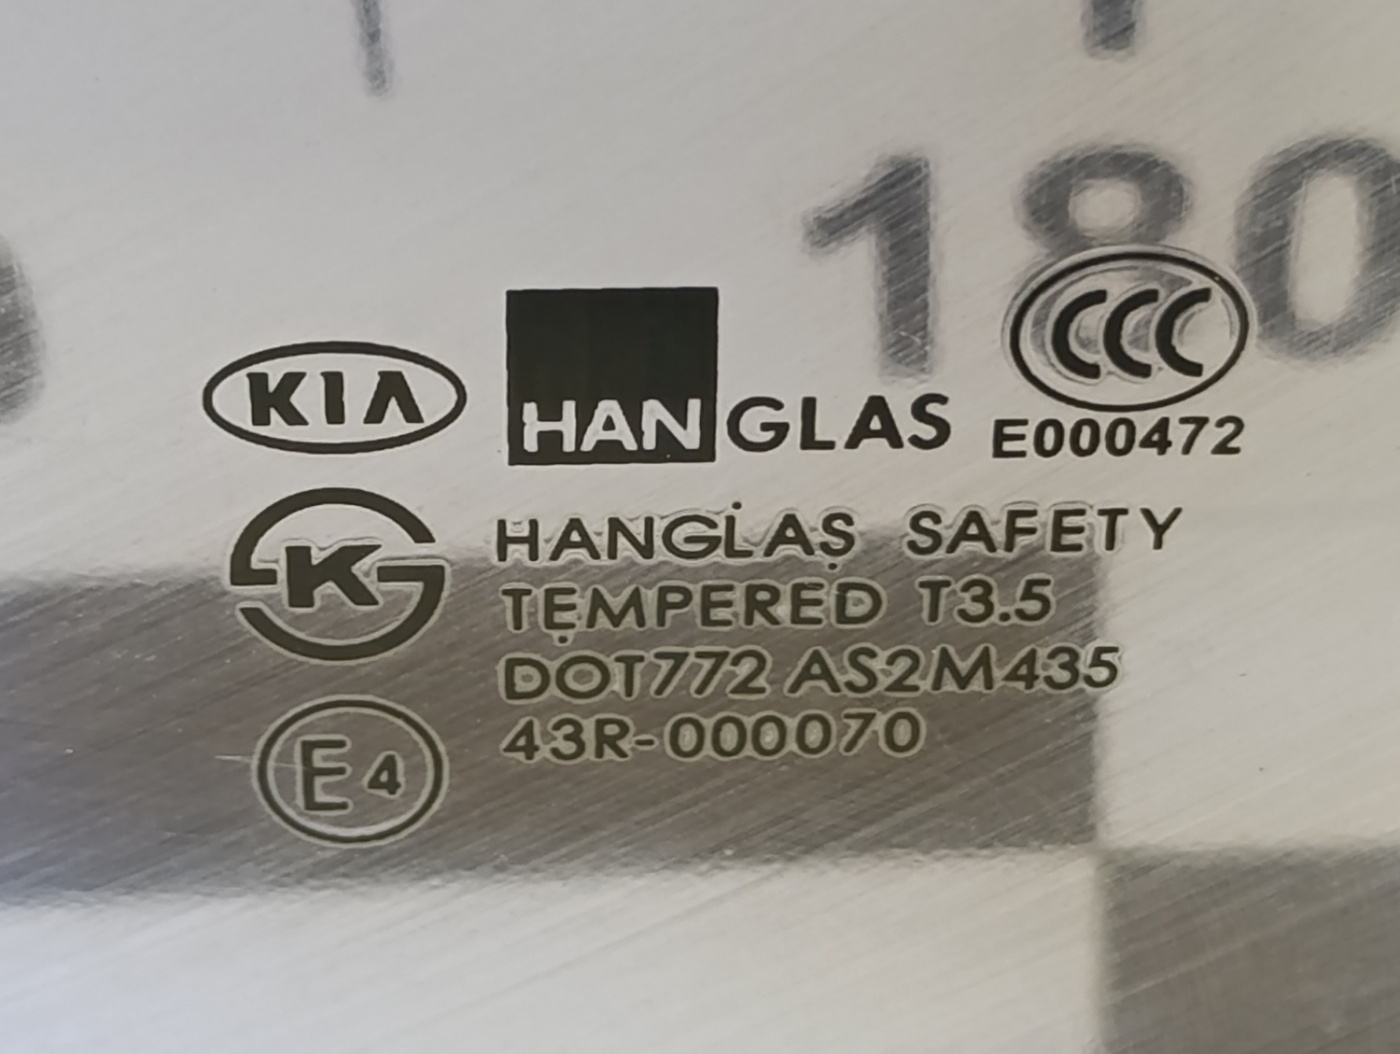 180
KIA
HANGLAS
CCC
E000472
K
HANGLAS SAFETY
TEMPERED T3.5
DOT772 AS2M435
43R-000070
E4